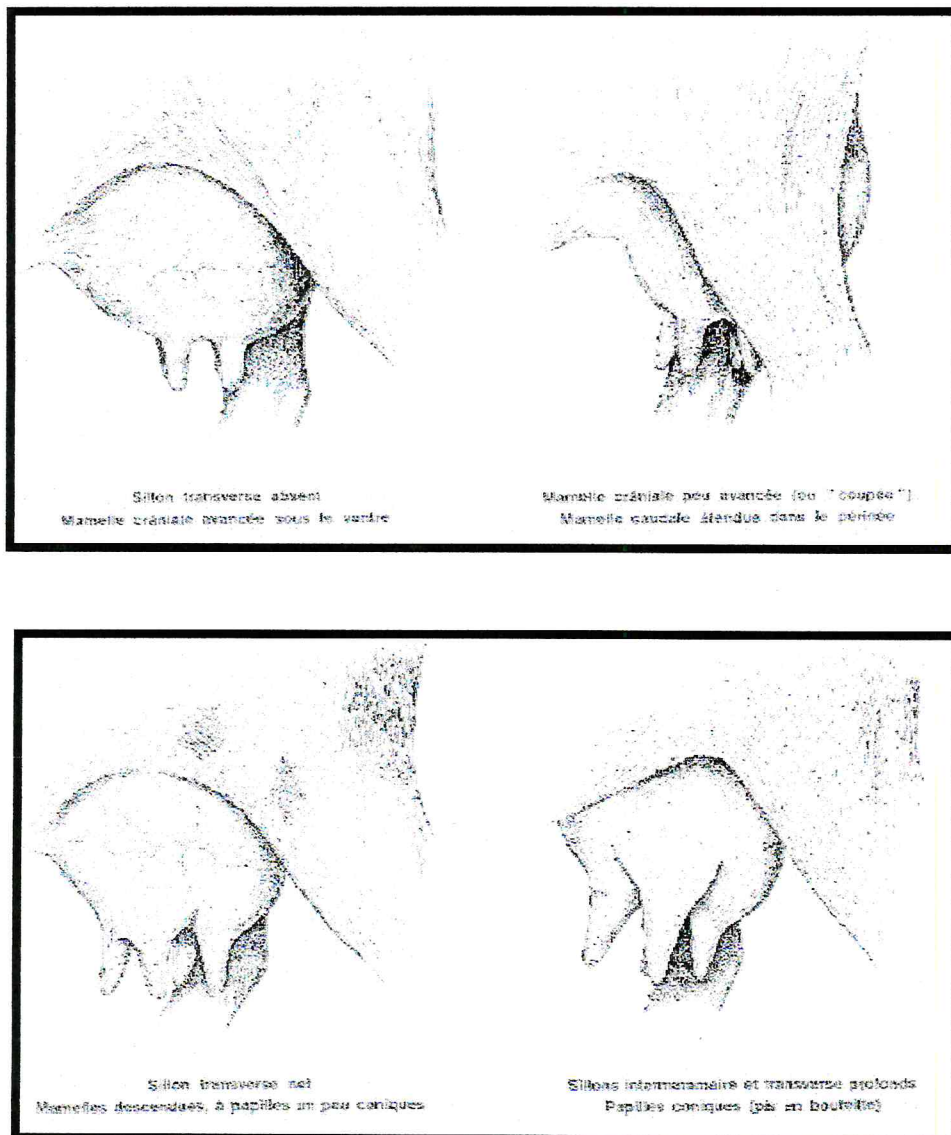 Sillon transverse absent
Mamelle crâniale avancée sous le ventre
Mamelle crâniale peu avancée (ou "coupée")
Mamelle caudale étendue dans le périnée
Sillon transverse net
Mamelles descendues, à papilles un peu coniques
Sillons intermammaire et transverse profonds
Papilles coniques (pis en bouteille)